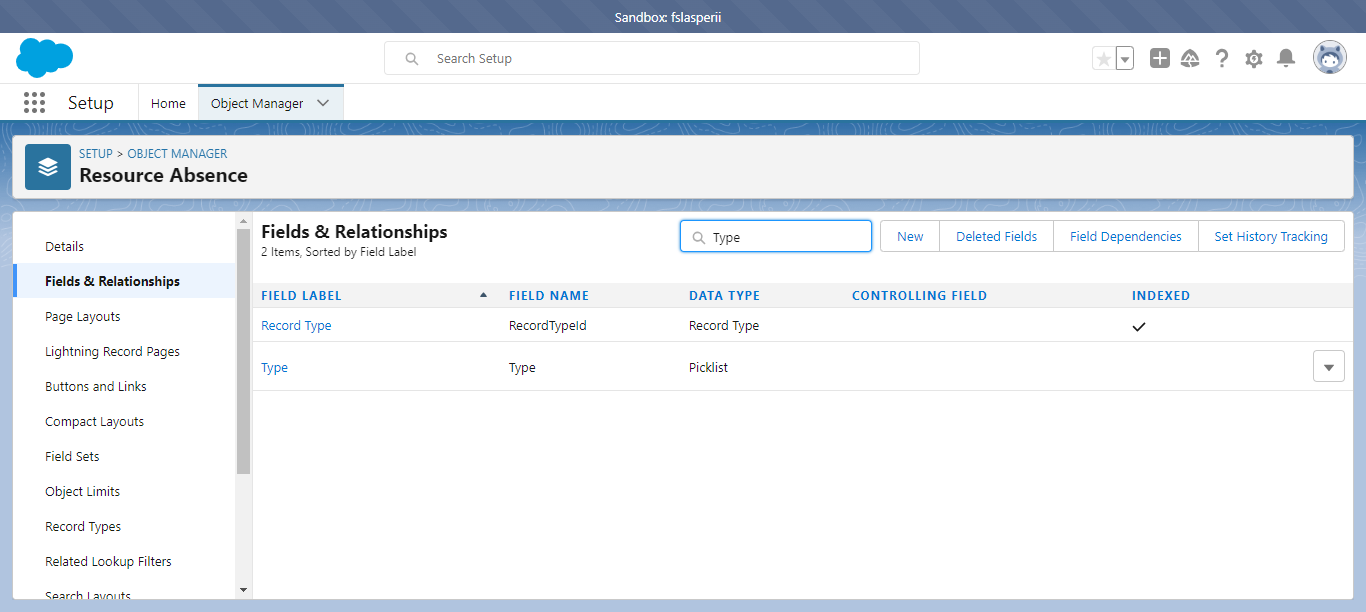 Sandbox: fslasperii
Search Setup
Setup
Home
Object Manager
SETUP > OBJECT MANAGER
Resource Absence
Details
Fields & Relationships
Page Layouts
Lightning Record Pages
Buttons and Links
Compact Layouts
Field Sets
Object Limits
Record Types
Related Lookup Filters
Search Layouts
Fields & Relationships
2 Items, Sorted by Field Label
Type
New
Deleted Fields
Field Dependencies
Set History Tracking
FIELD LABEL FIELD NAME DATA TYPE CONTROLLING FIELD INDEXED
Record Type RecordTypeId Record Type
Type Type Picklist